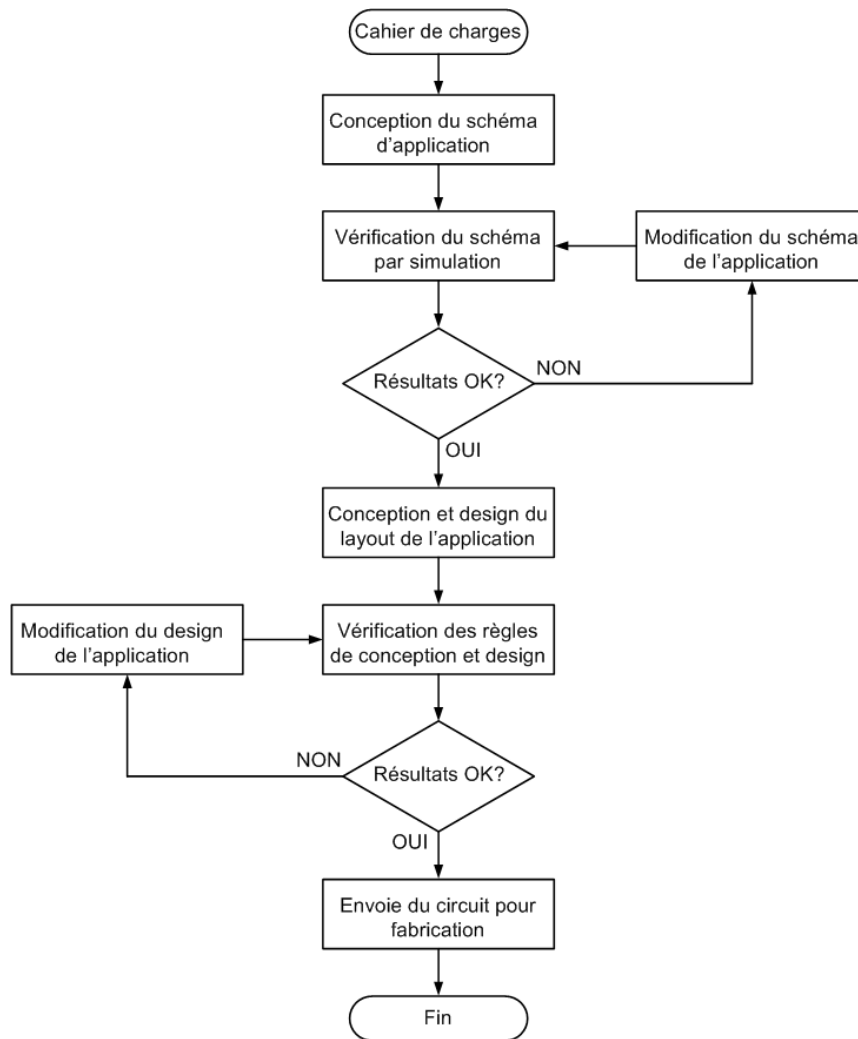 Cahier de charges
Conception du schéma
d'application
Vérification du schéma
par simulation
Modification du schéma
de l'application
Résultats OK?
NON
OUI
Conception et design du
layout de l'application
Modification du design
de l'application
Vérification des règles
de conception et design
NON
Résultats OK?
OUI
Envoie du circuit pour
fabrication
Fin